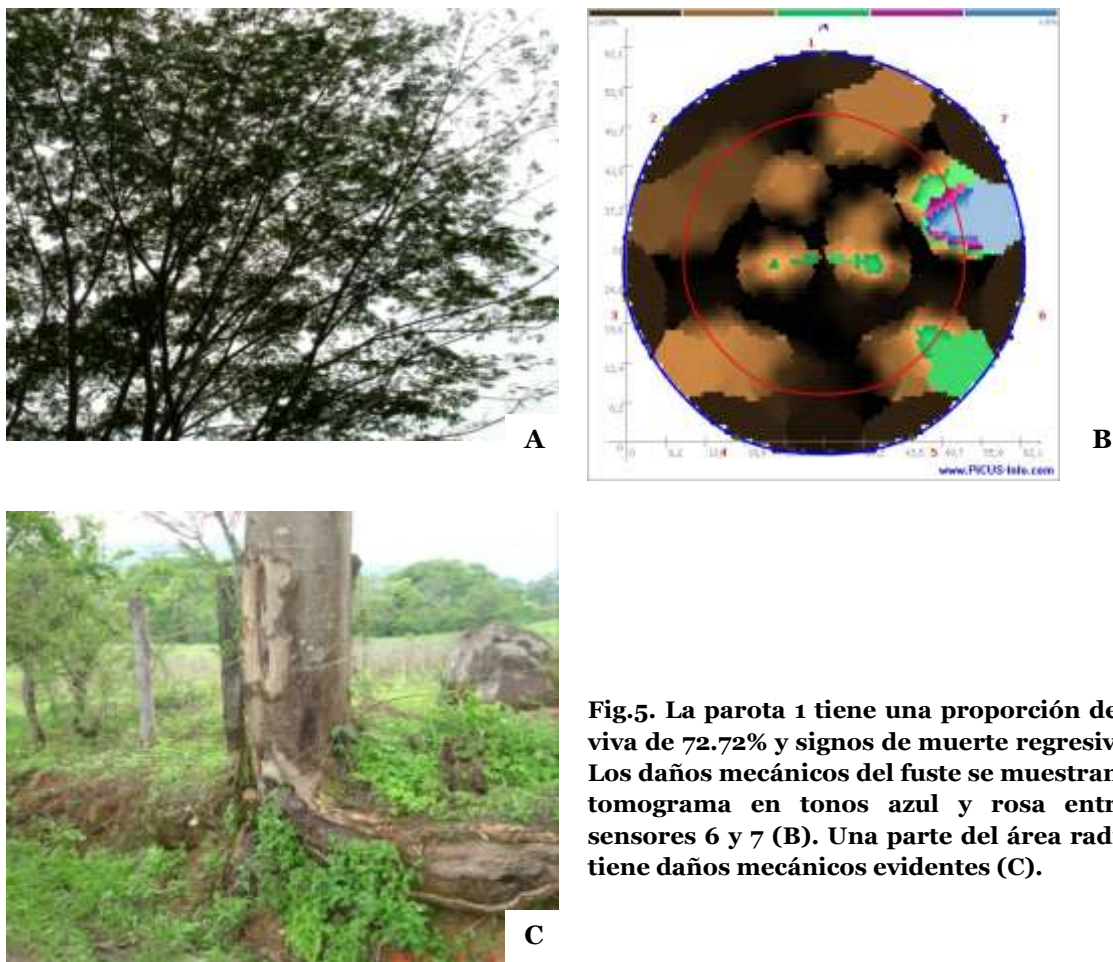 A
B
1
2
7
3
6
4
5
www.PiCUS-Info.com
C
Fig.5. La parota 1 tiene una proporción de
viva de 72.72% y signos de muerte regresiv
Los daños mecánicos del fuste se muestran
tomograma en tonos azul y rosa entr
sensores 6 y 7 (B). Una parte del área radi
tiene daños mecánicos evidentes (C).